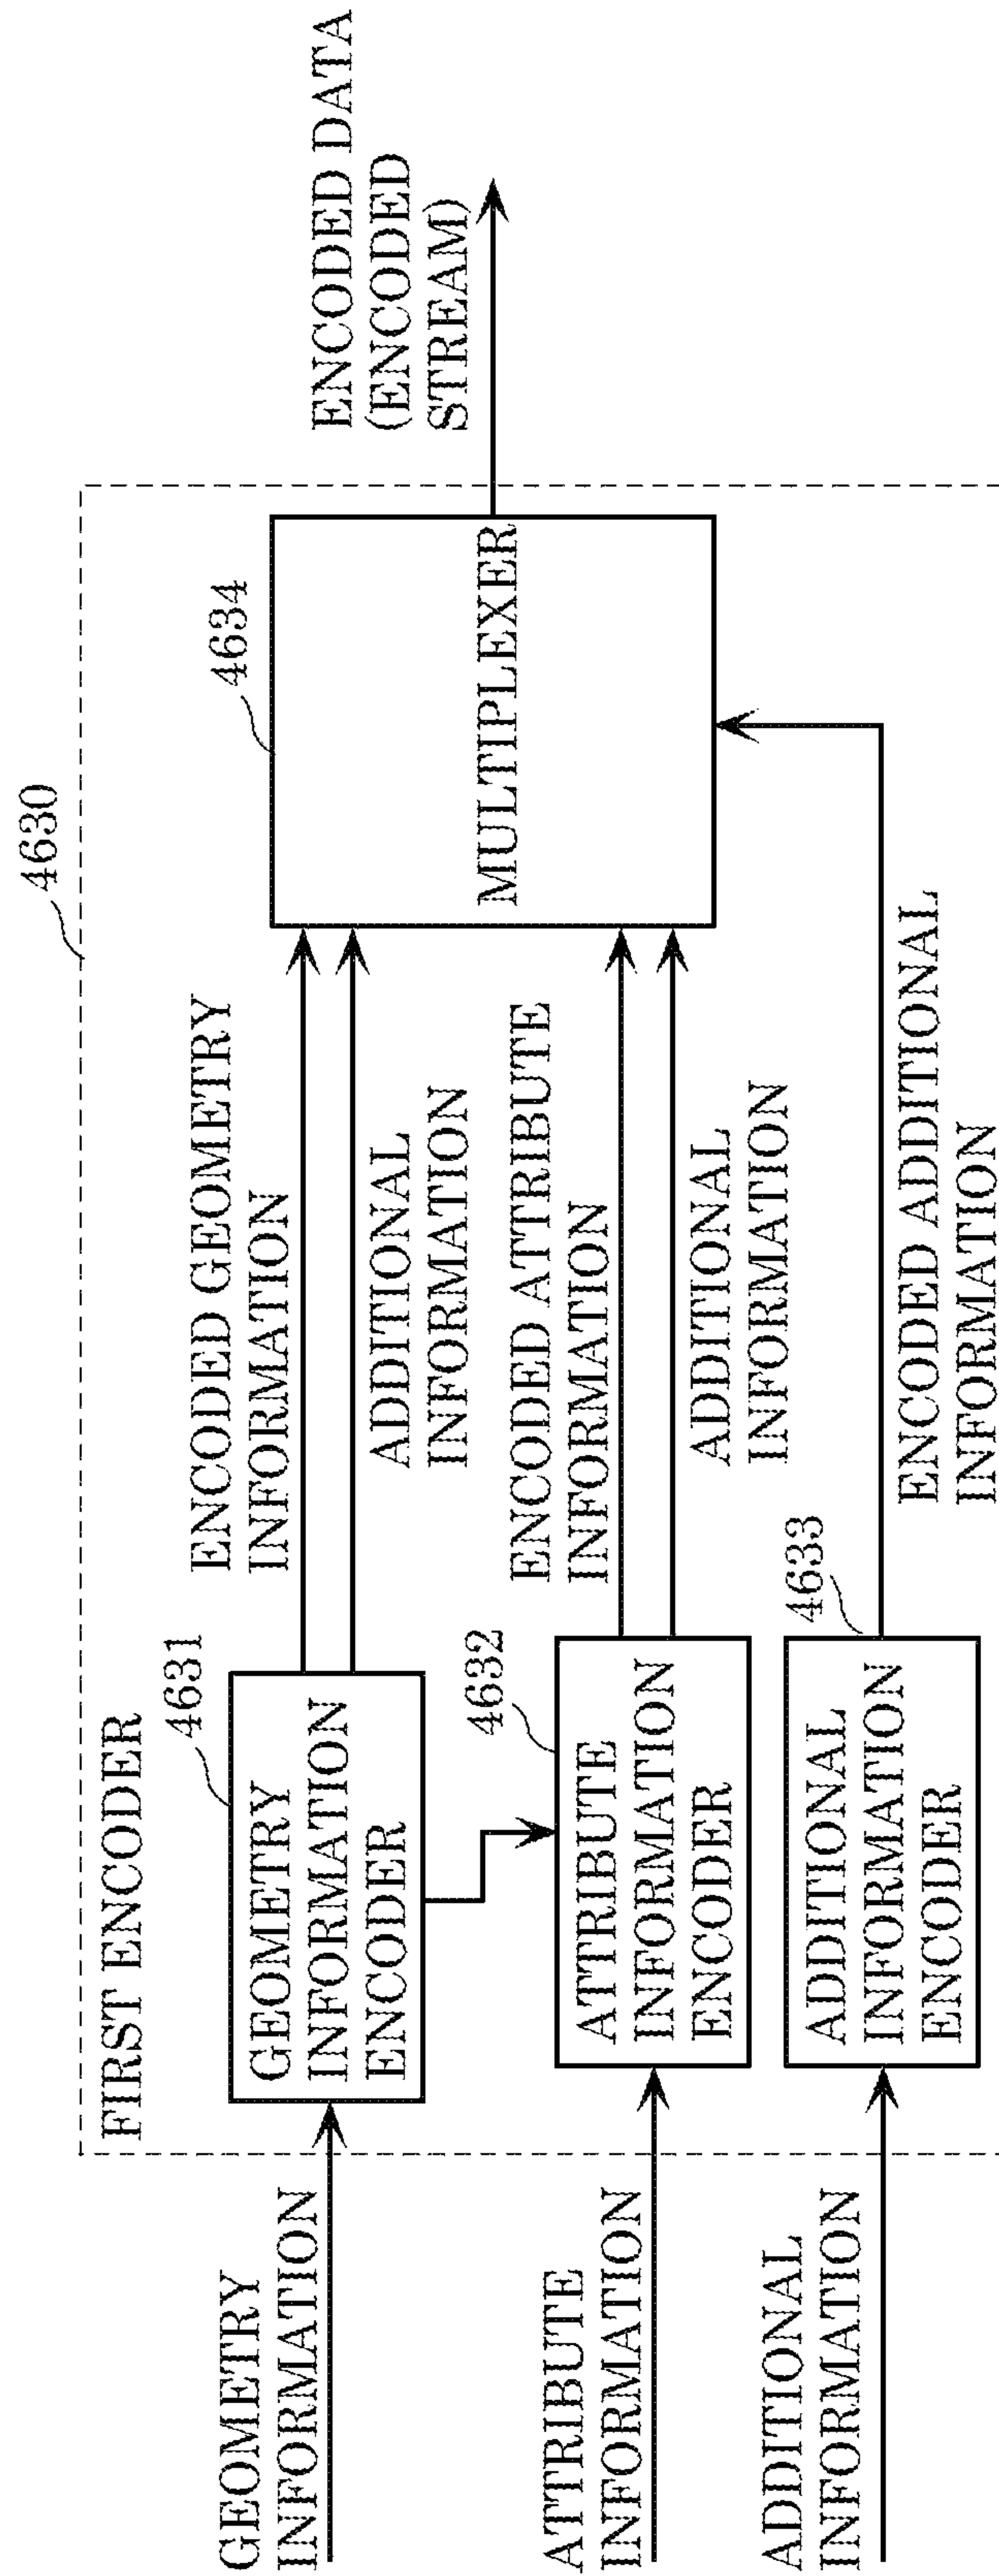 4630
FIRST ENCODER
GEOMETRY
INFORMATION
4631
GEOMETRY
INFORMATION
ENCODER
ENCODED GEOMETRY
INFORMATION
ADDITIONAL
INFORMATION
4634
MULTIPLEXER
ENCODED DATA
(ENCODED
STREAM)
ATTRIBUTE
INFORMATION
4632
ATTRIBUTE
INFORMATION
ENCODER
ENCODED ATTRIBUTE
INFORMATION
ADDITIONAL
INFORMATION
ADDITIONAL
INFORMATION
4633
ADDITIONAL
INFORMATION
ENCODER
ENCODED ADDITIONAL
INFORMATION